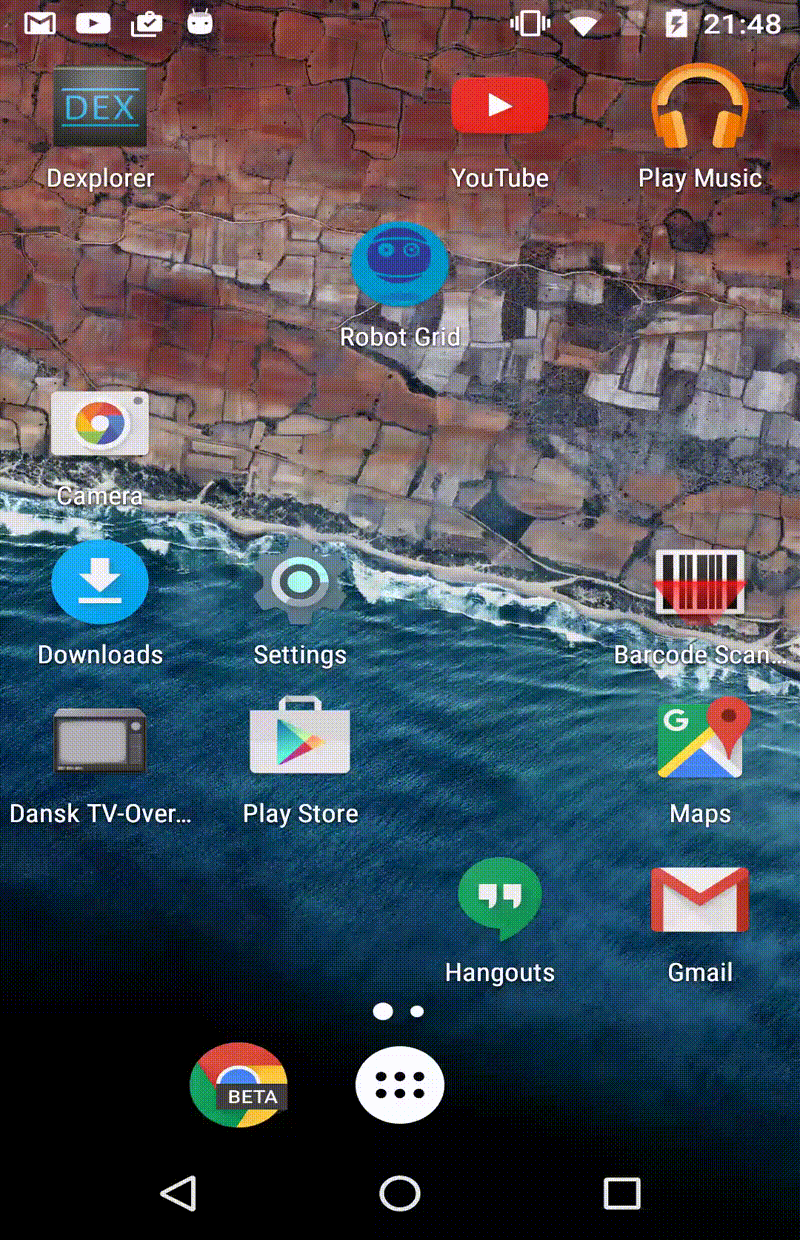 21:48
DEX
Dexplorer
YouTube
Play Music
Robot Grid
Camera
Downloads
Settings
Barcode Scan...
Dansk TV-Over...
Play Store
G
Maps
Hangouts
Gmail
BETA